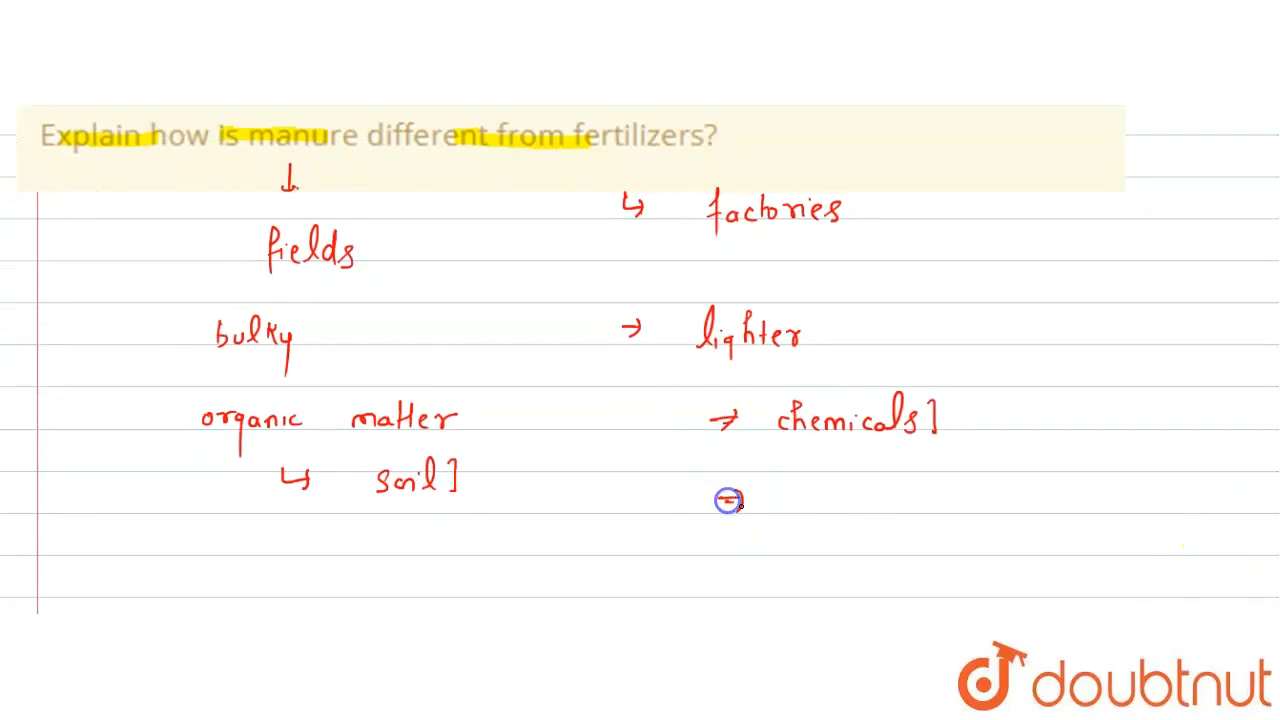 Explain how is manure different from fertilizers?
↓
↳ factories
fields
bulky → lighter
organic matter → chemicals]
↳ soil]
doubtnut